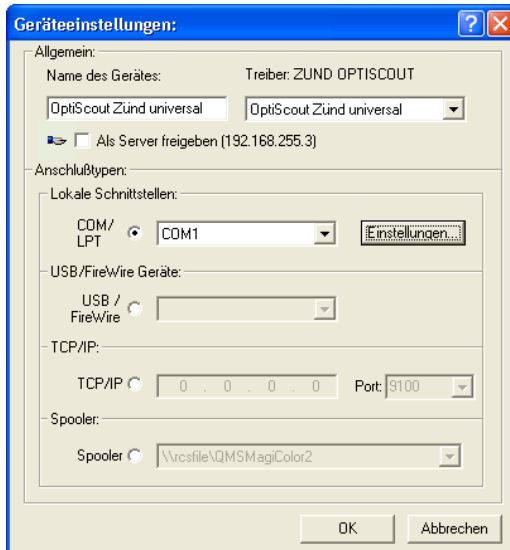 Geräteeinstellungen:
Allgemein:
Name des Gerätes: Treiber: ZUND OPTISCOUT
OptiScout Zünd universal OptiScout Zünd universal
Als Server freigeben (192.168.255.3)
Anschlußtypen:
Lokale Schnittstellen:
COM/
LPT COM1 Einstellungen...
USB/FireWire Geräte:
USB /
FireWire
TCP/IP:
TCP/IP 0 . 0 . 0 . 0 Port: 9100
Spooler:
Spooler \\rcsfile\QMSMagiColor2
OK Abbrechen